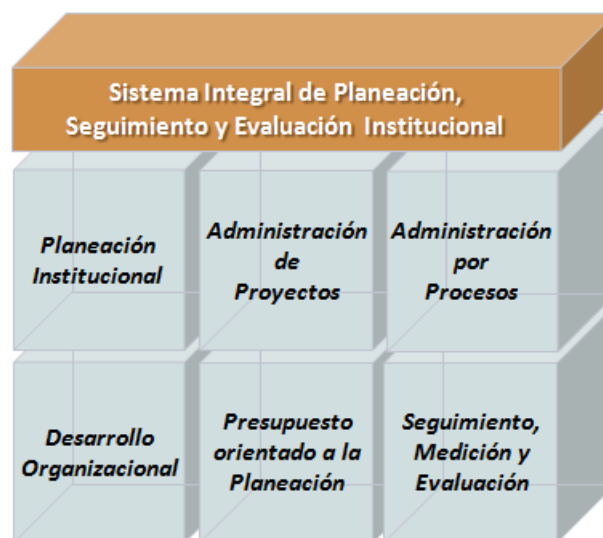 Sistema Integral de Planeación,
Seguimiento y Evaluación Institucional
Planeación
Institucional
Administración
de
Proyectos
Administración
por
Procesos
Desarrollo
Organizacional
Presupuesto
orientado a la
Planeación
Seguimiento,
Medición y
Evaluación